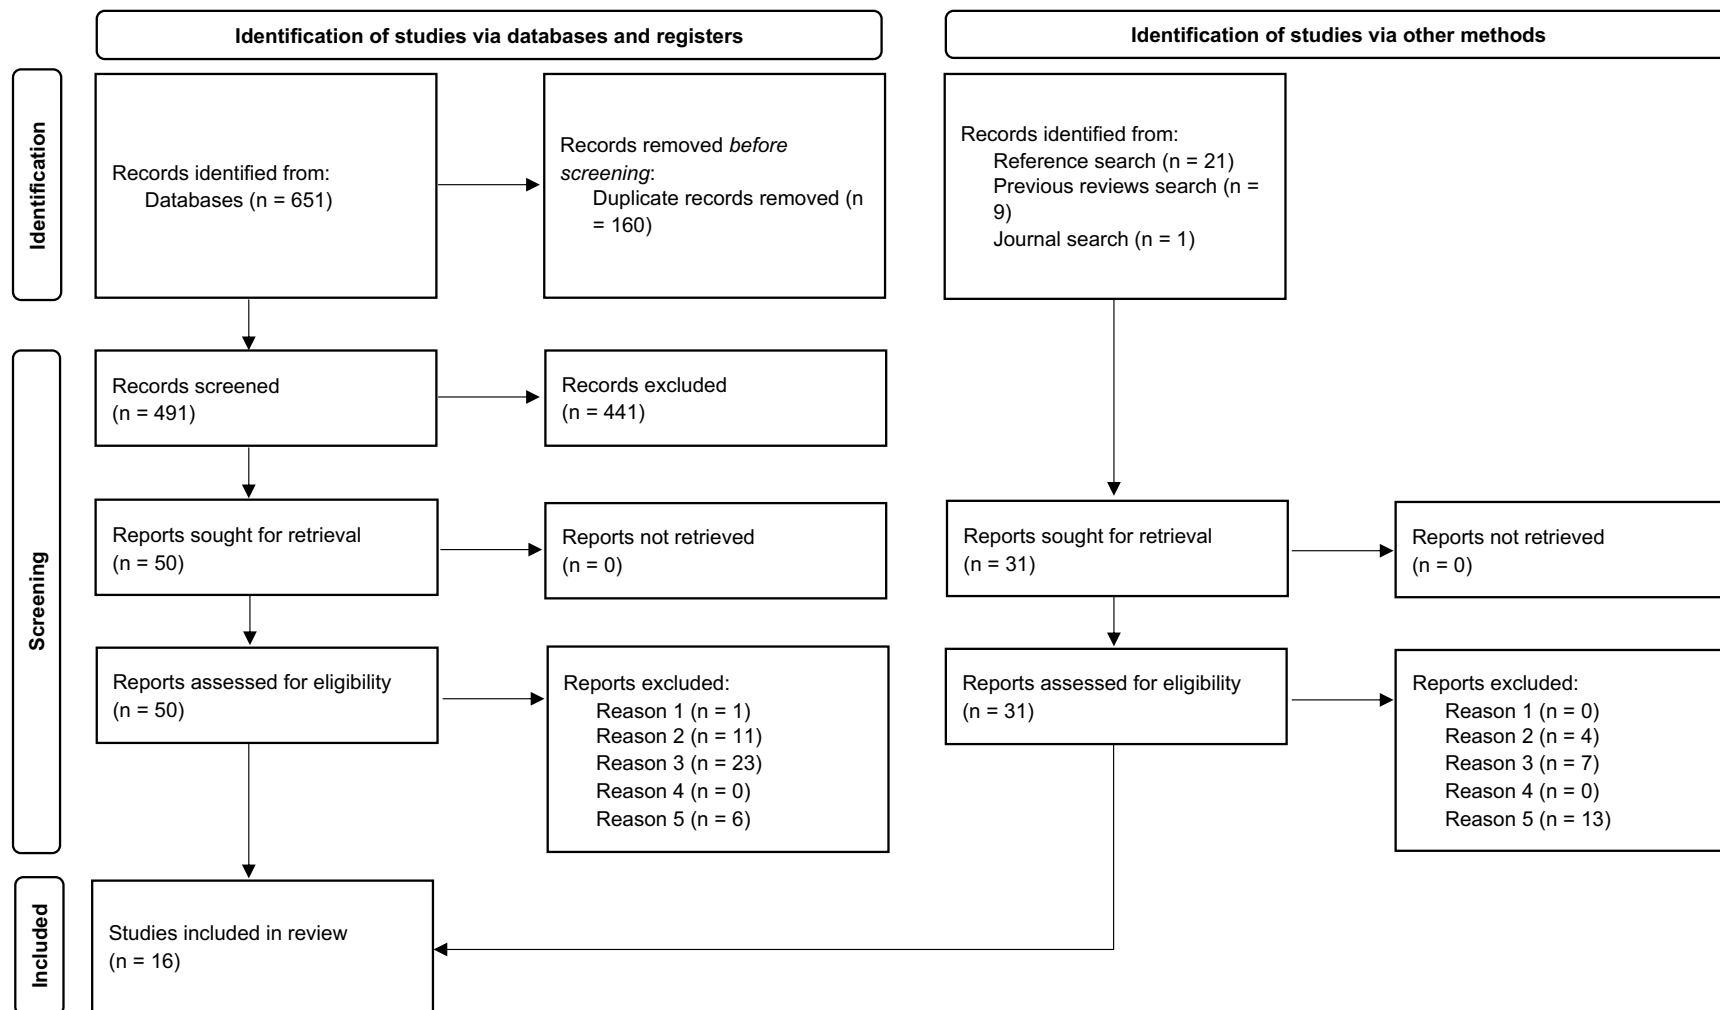 Identification of studies via databases and registers
Identification of studies via other methods
Identification
Records identified from:
Databases (n = 651)
Records removed before
screening:
Duplicate records removed (n
= 160)
Records identified from:
Reference search (n = 21)
Previous reviews search (n =
9)
Journal search (n = 1)
Screening
Records screened
(n = 491)
Records excluded
(n = 441)
Reports sought for retrieval
(n = 50)
Reports not retrieved
(n = 0)
Reports sought for retrieval
(n = 31)
Reports not retrieved
(n = 0)
Reports assessed for eligibility
(n = 50)
Reports excluded:
Reason 1 (n = 1)
Reason 2 (n = 11)
Reason 3 (n = 23)
Reason 4 (n = 0)
Reason 5 (n = 6)
Reports assessed for eligibility
(n = 31)
Reports excluded:
Reason 1 (n = 0)
Reason 2 (n = 4)
Reason 3 (n = 7)
Reason 4 (n = 0)
Reason 5 (n = 13)
Included
Studies included in review
(n = 16)